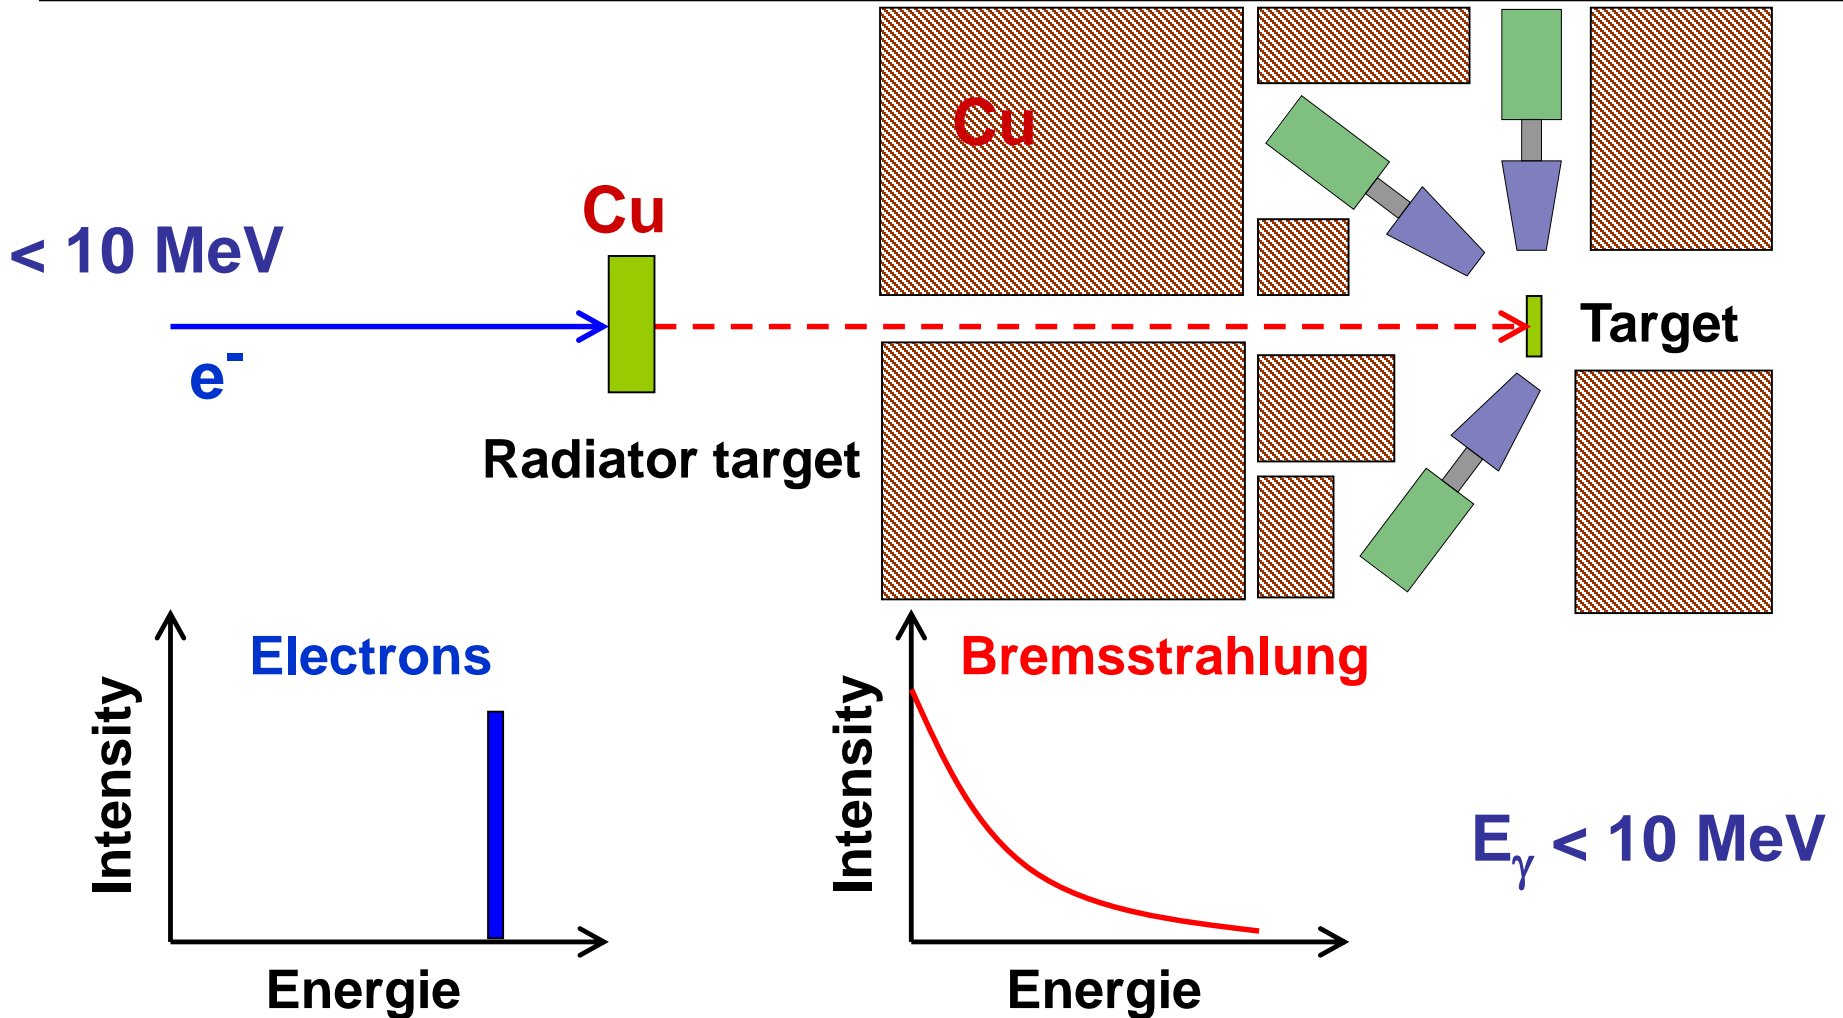 Cu
Cu
< 10 MeV
e⁻
Target
Radiator target
Electrons
Intensity
Energie
Bremsstrahlung
Intensity
Energie
Eγ < 10 MeV